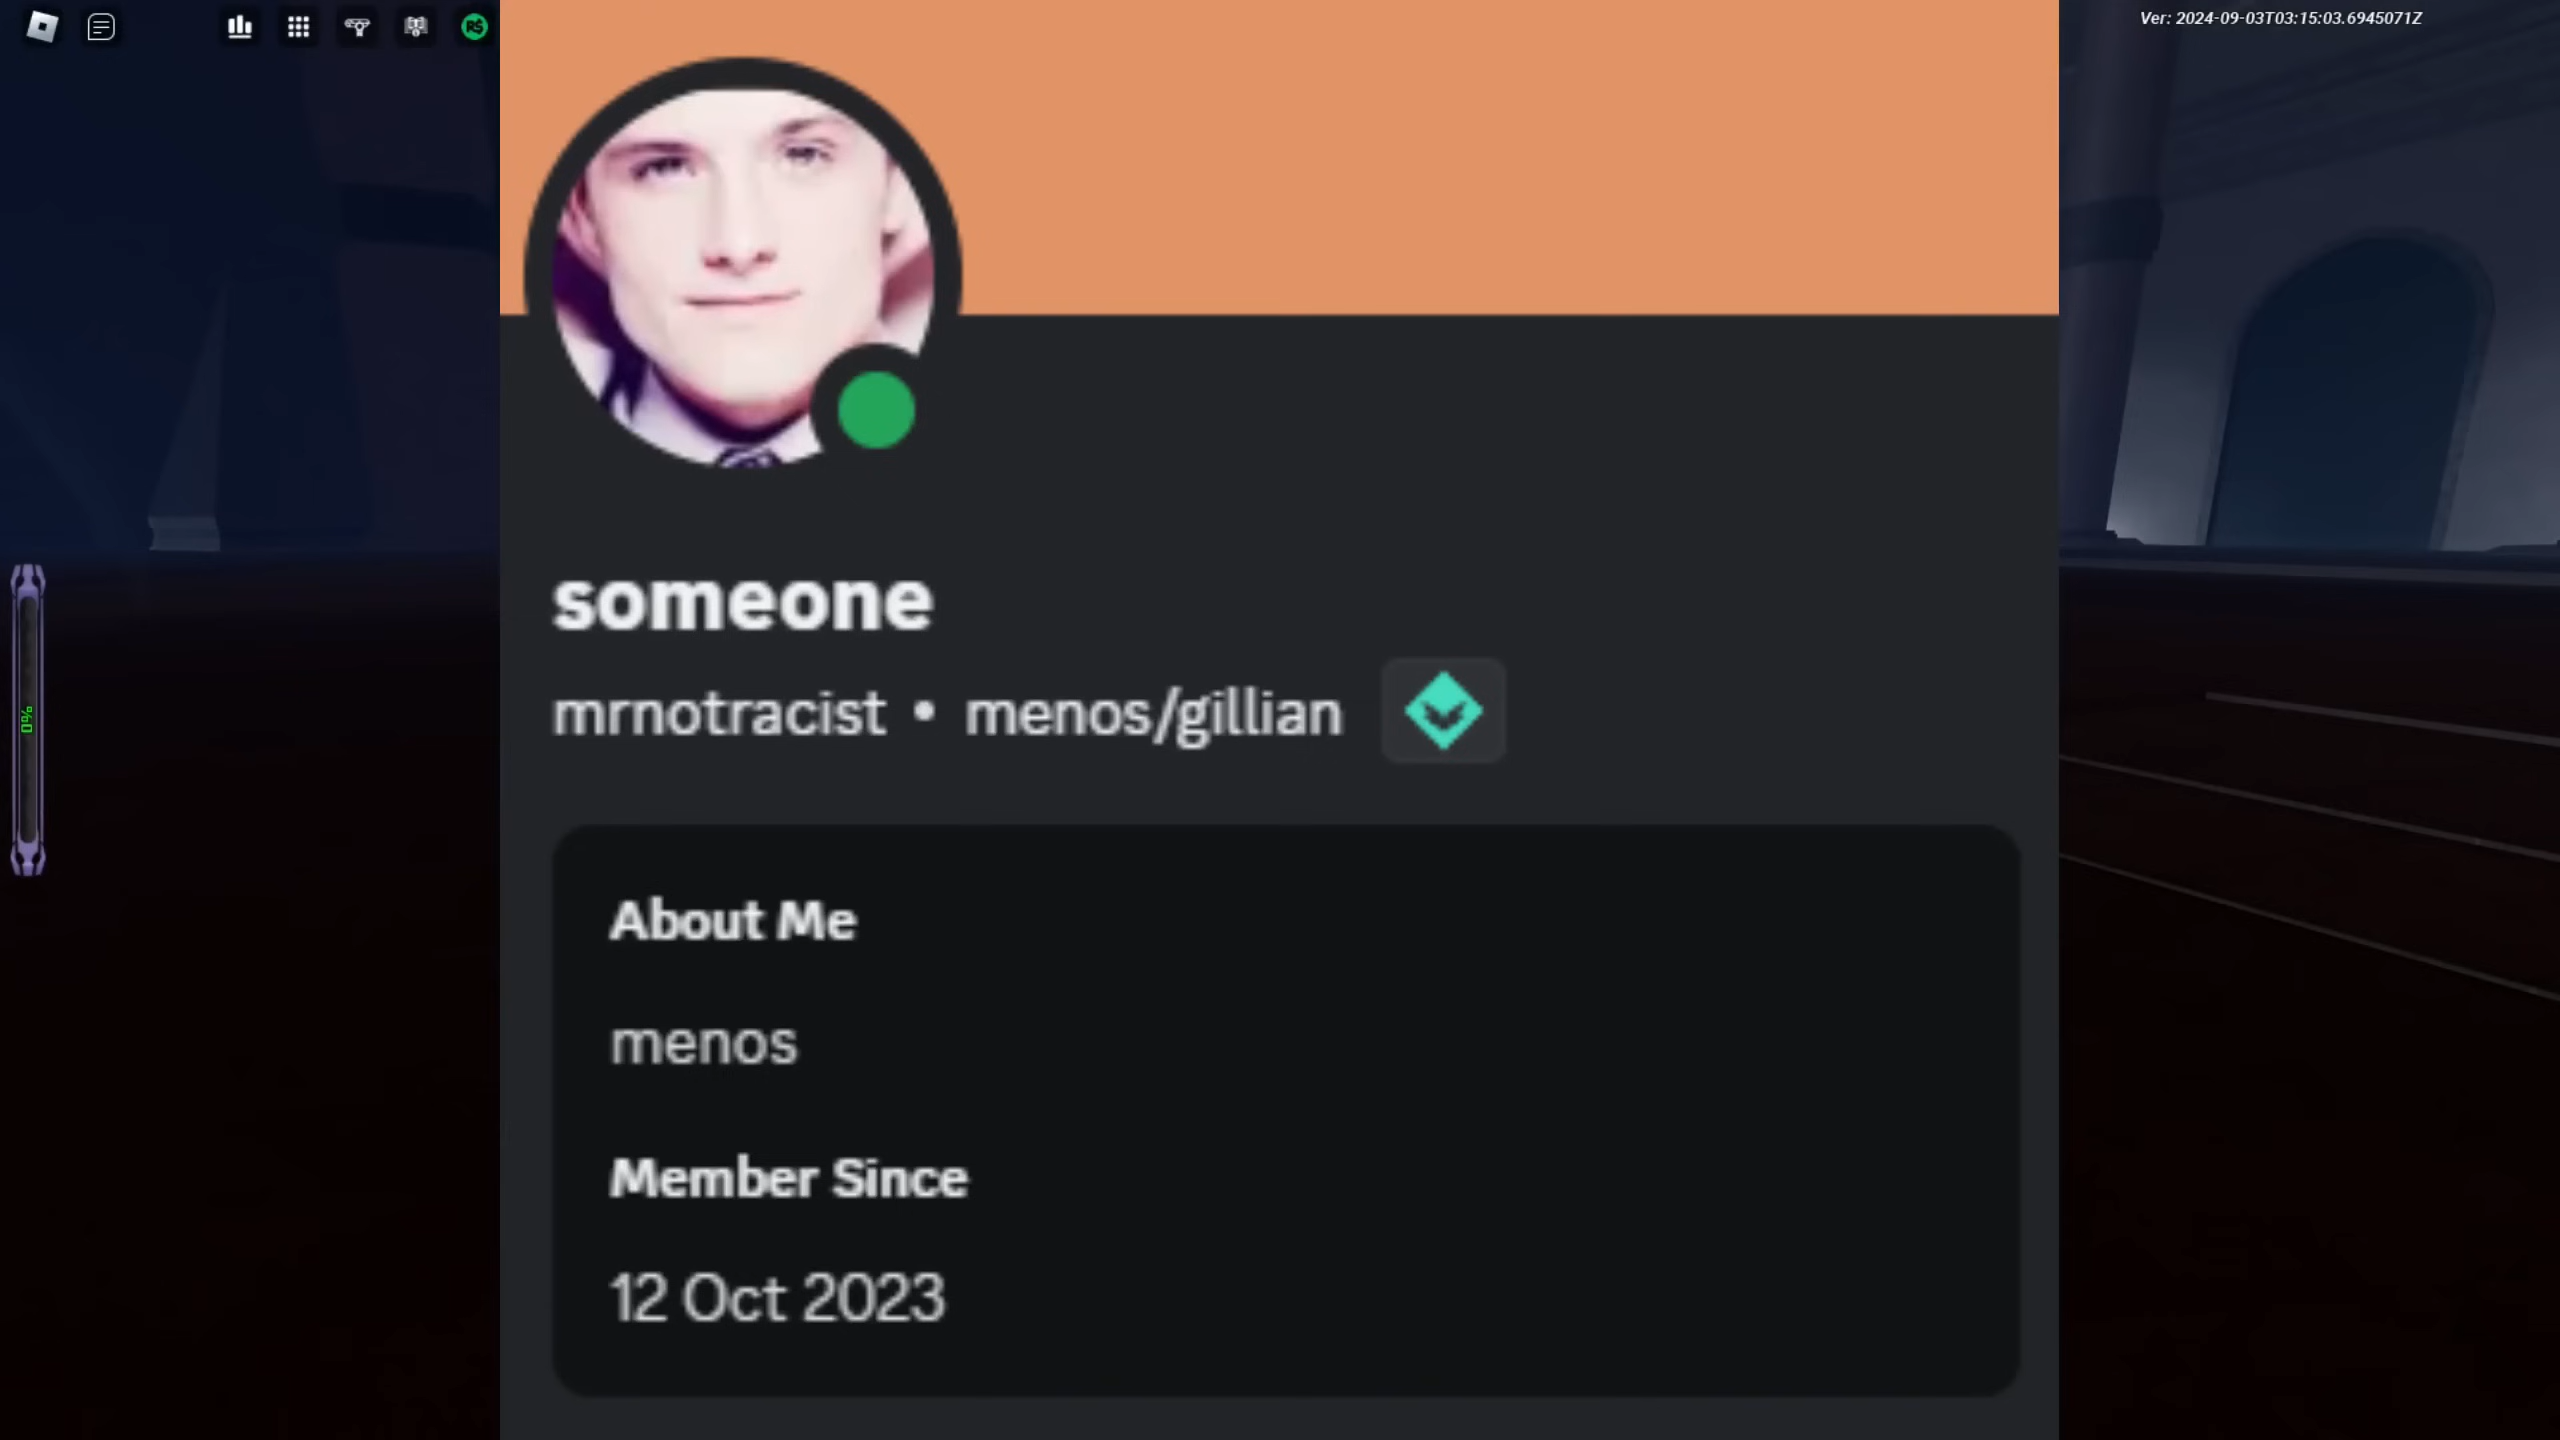 Ver: 2024-09-03T03:15:03.6945071Z
someone
mrnotracist • menos/gillian
0%
About Me
menos
Member Since
12 Oct 2023